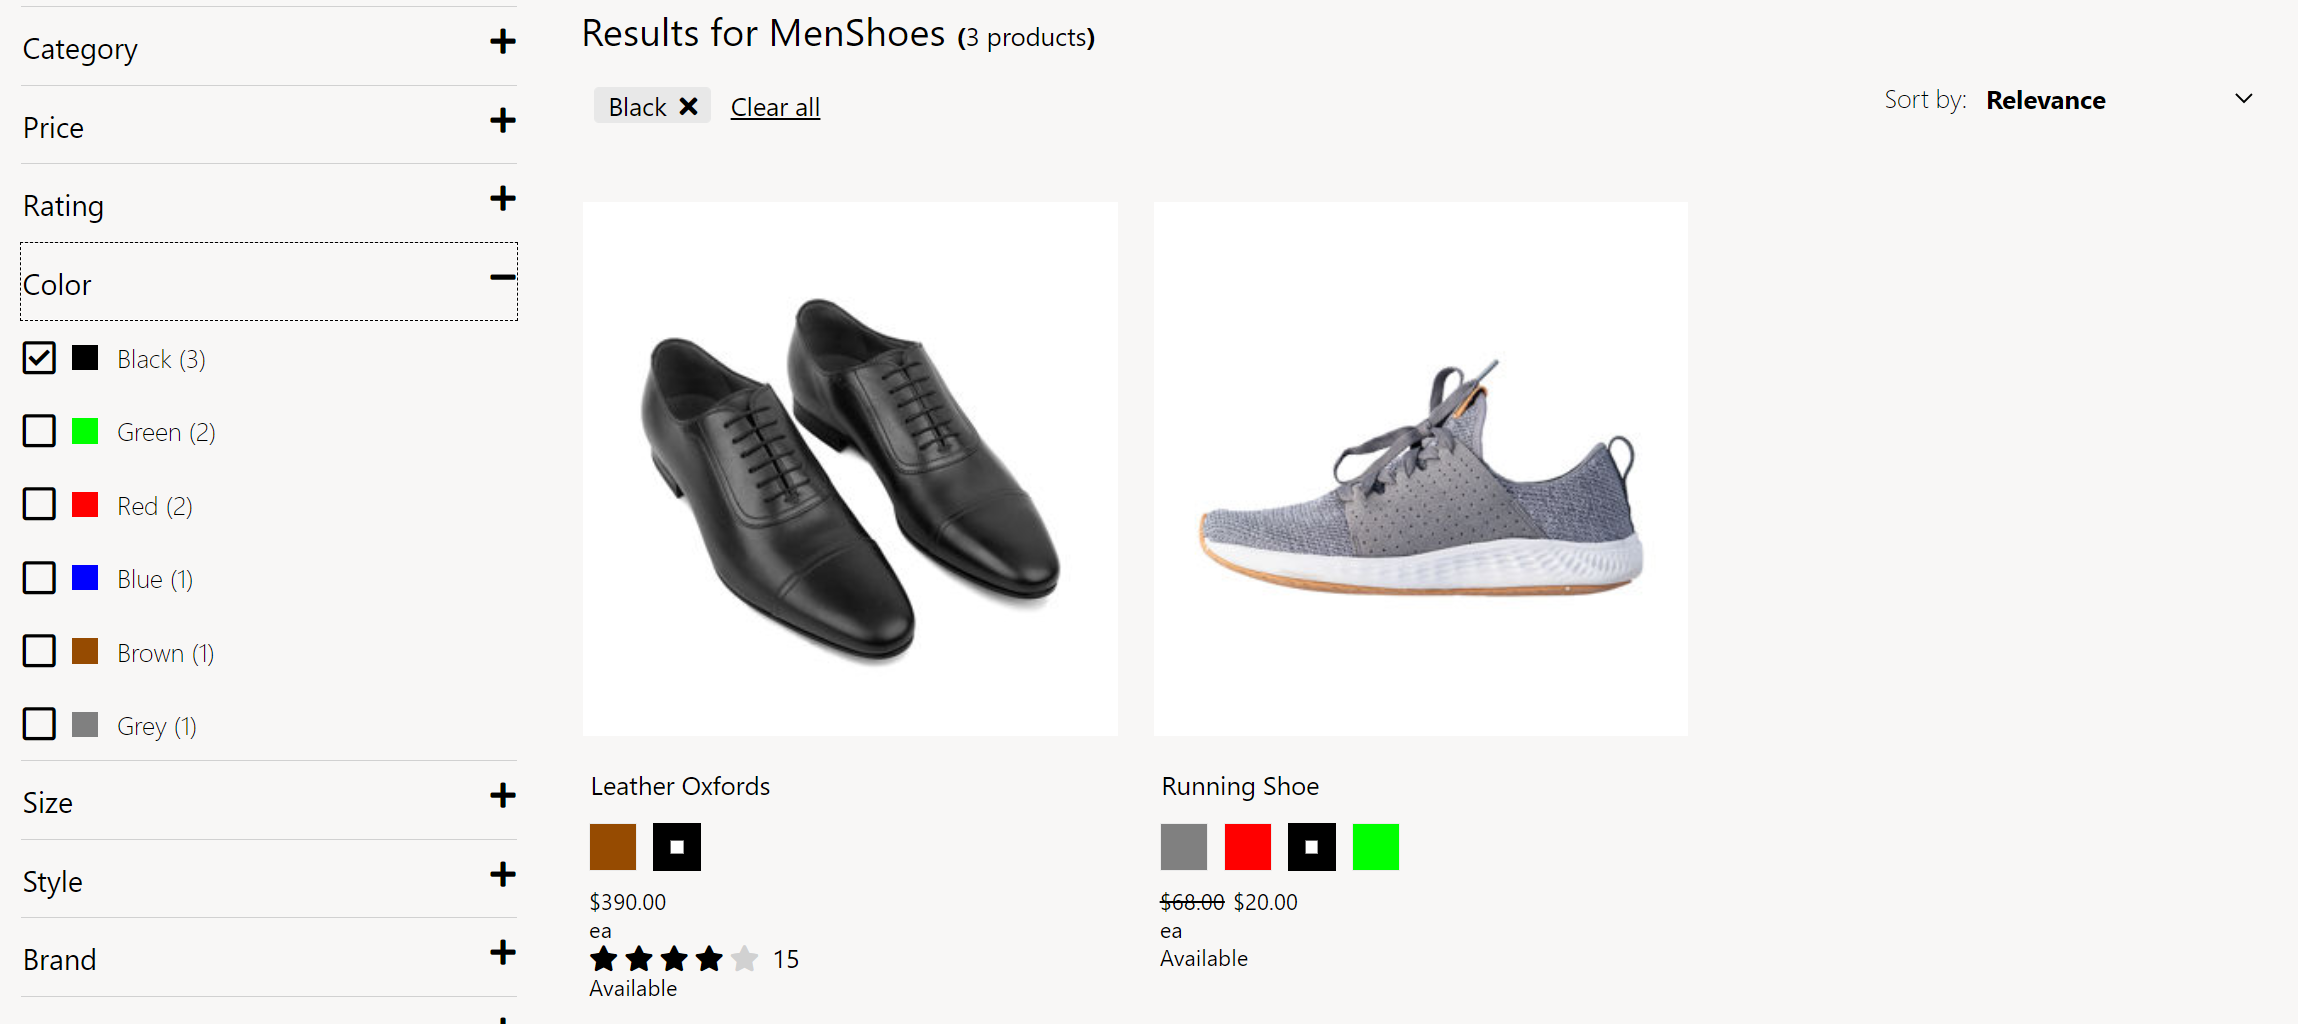 Category
Price
Rating
Color
Black (3)
Green (2)
Red (2)
Blue (1)
Brown (1)
Grey (1)
Size
Style
Brand
Results for MenShoes (3 products)
Black Clear all
Sort by: Relevance
Leather Oxfords
$390.00
ea
15
Available
Running Shoe
$68.00 $20.00
ea
Available